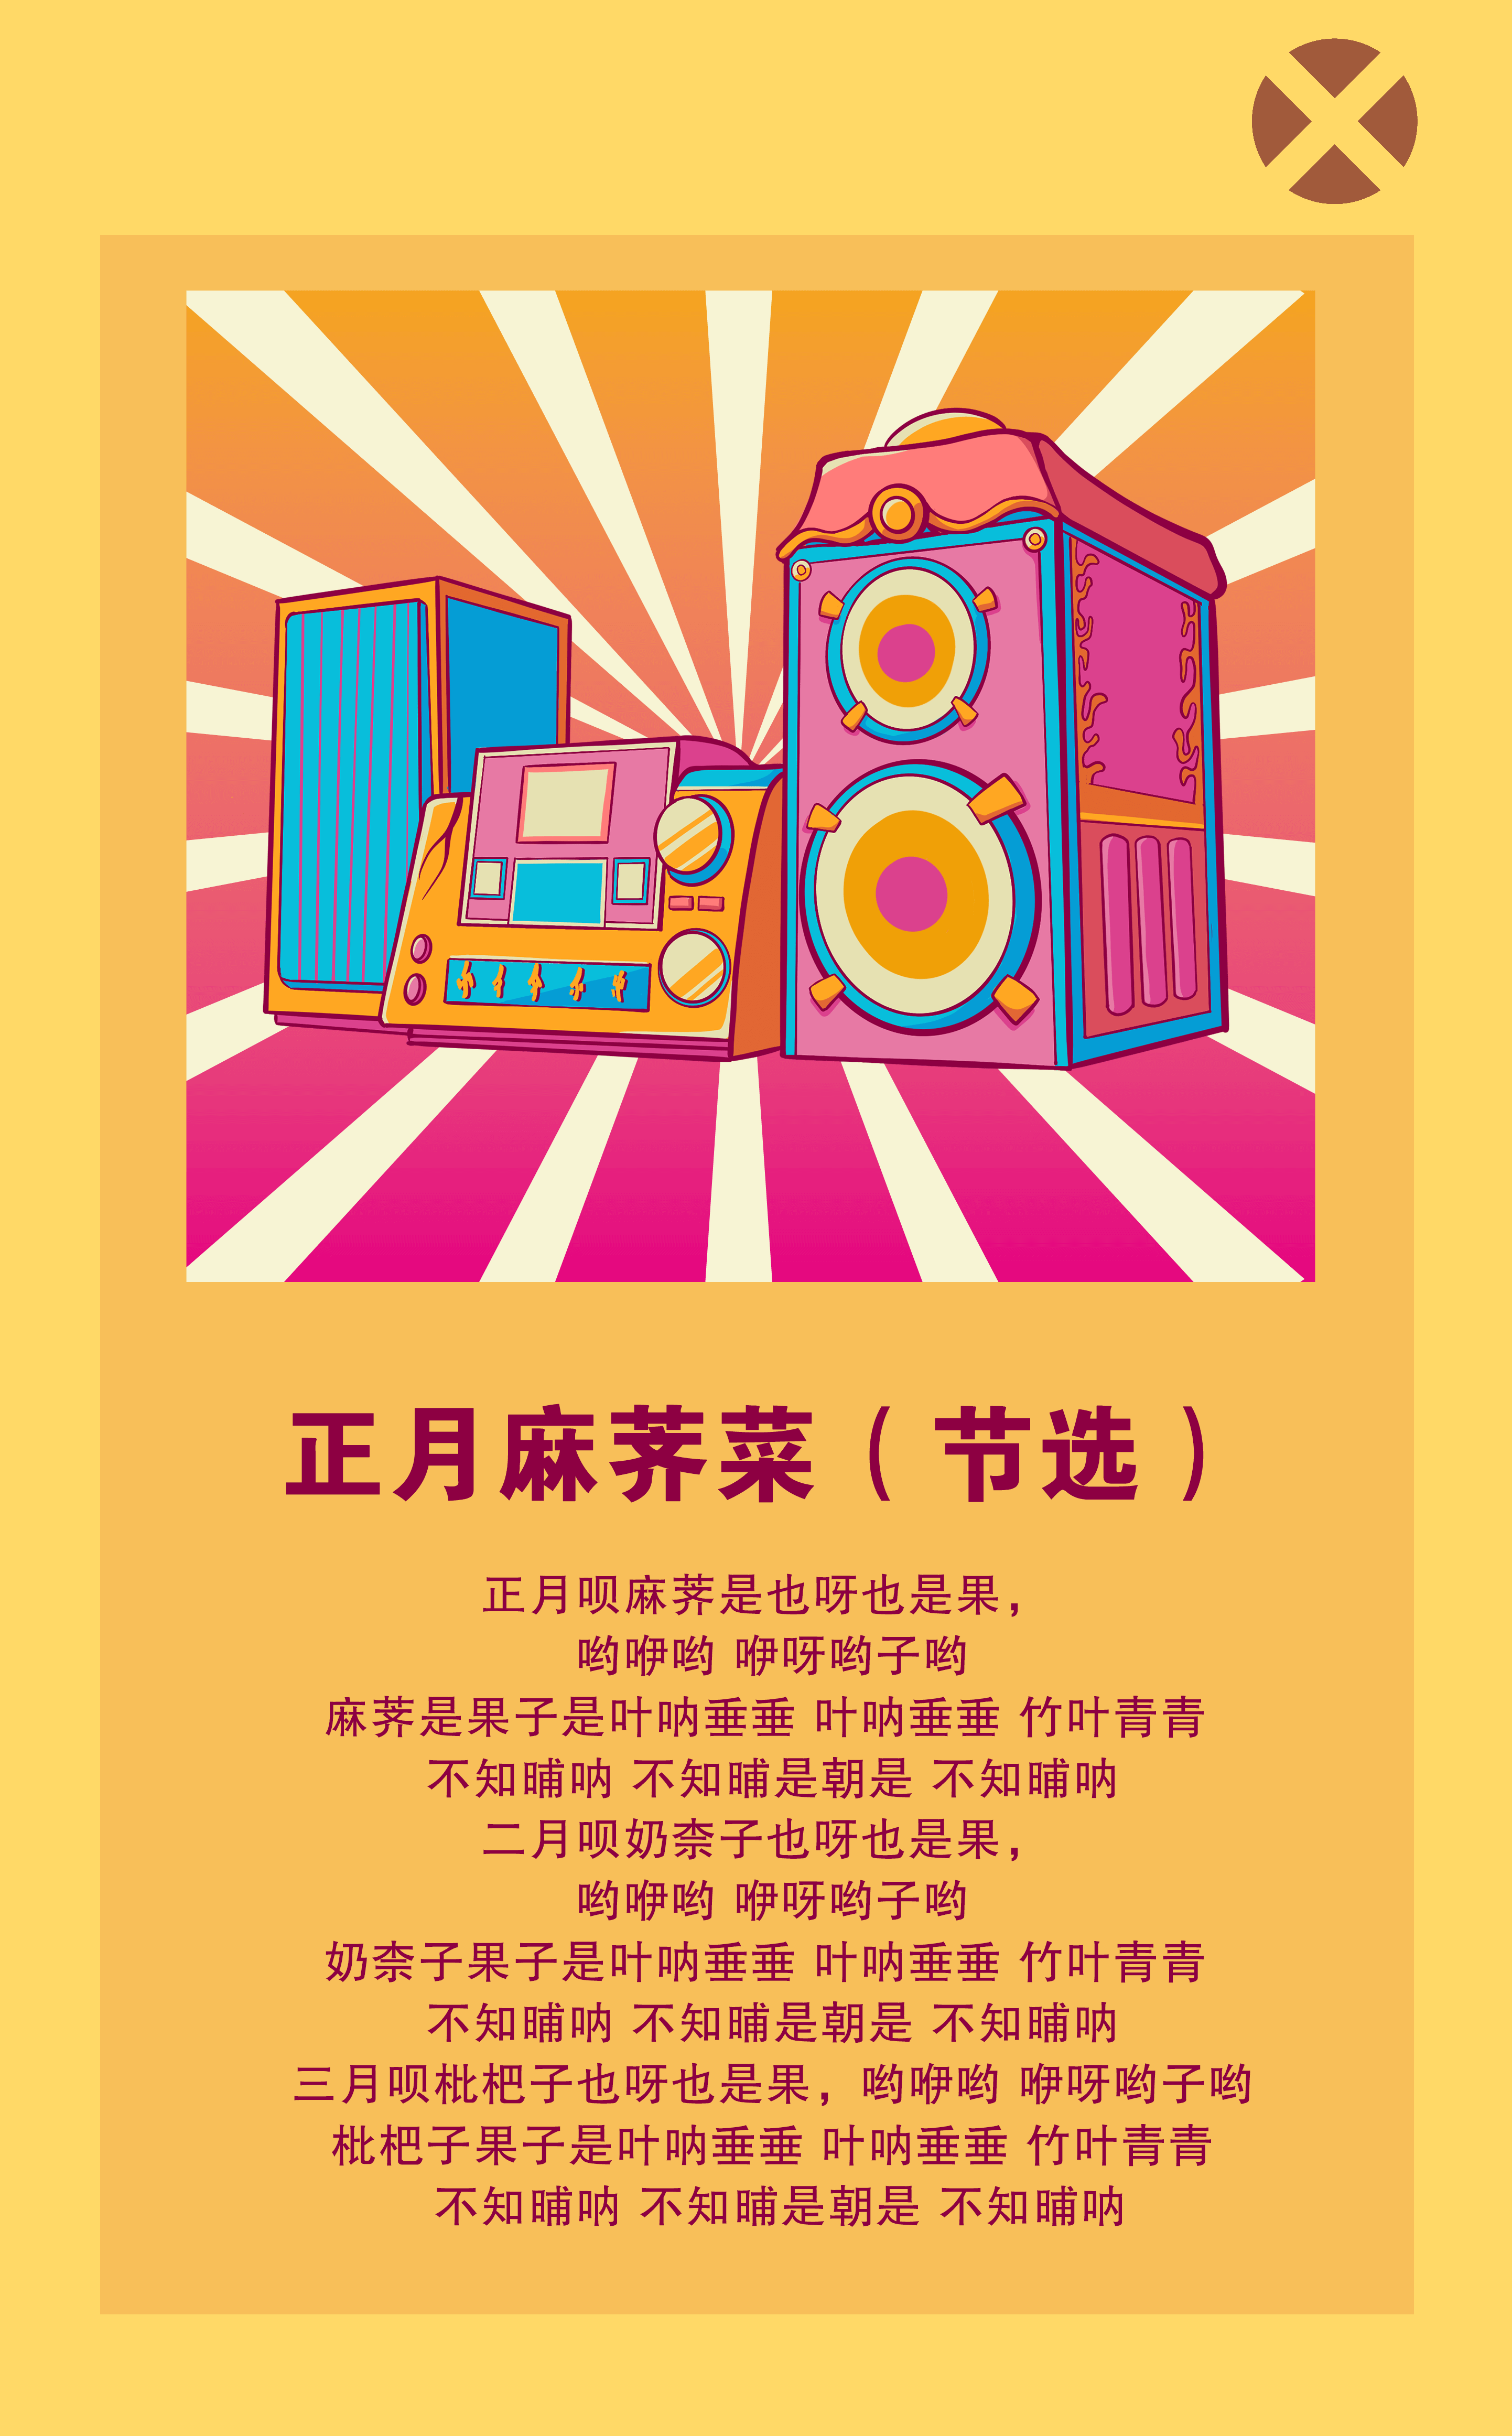 正月麻荠菜（节选）
正月呗麻荠是也呀也是果，
哟咿哟 咿呀哟子哟
麻荠是果子是叶呐垂垂 叶呐垂垂 竹叶青青
不知晡呐 不知晡是朝是 不知晡呐
二月呗奶柰子也呀也是果，
哟咿哟 咿呀哟子哟
奶柰子果子是叶呐垂垂 叶呐垂垂 竹叶青青
不知晡呐 不知晡是朝是 不知晡呐
三月呗枇杷子也呀也是果，哟咿哟 咿呀哟子哟
枇杷子果子是叶呐垂垂 叶呐垂垂 竹叶青青
不知晡呐 不知晡是朝是 不知晡呐